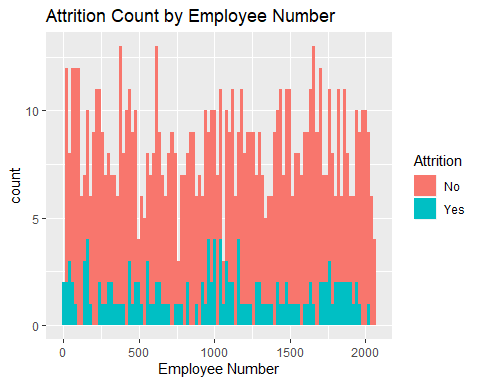 Attrition Count by Employee Number
10
5
0
count
0
500
1000
1500
2000
Employee Number
Attrition
No
Yes